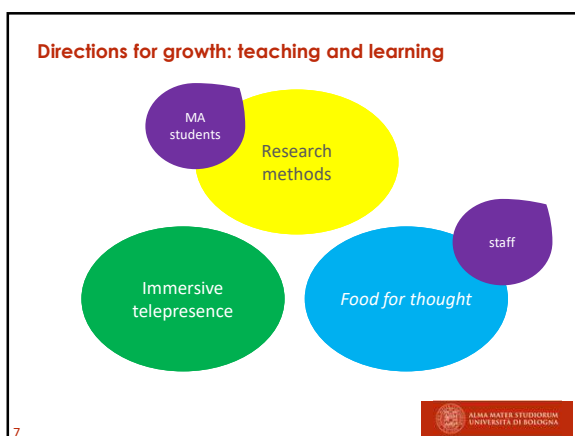 Directions for growth: teaching and learning
MA
students
Research
methods
staff
Immersive
telepresence
Food for thought
7
ALMA MATER STUDIORUM
UNIVERSITÀ DI BOLOGNA